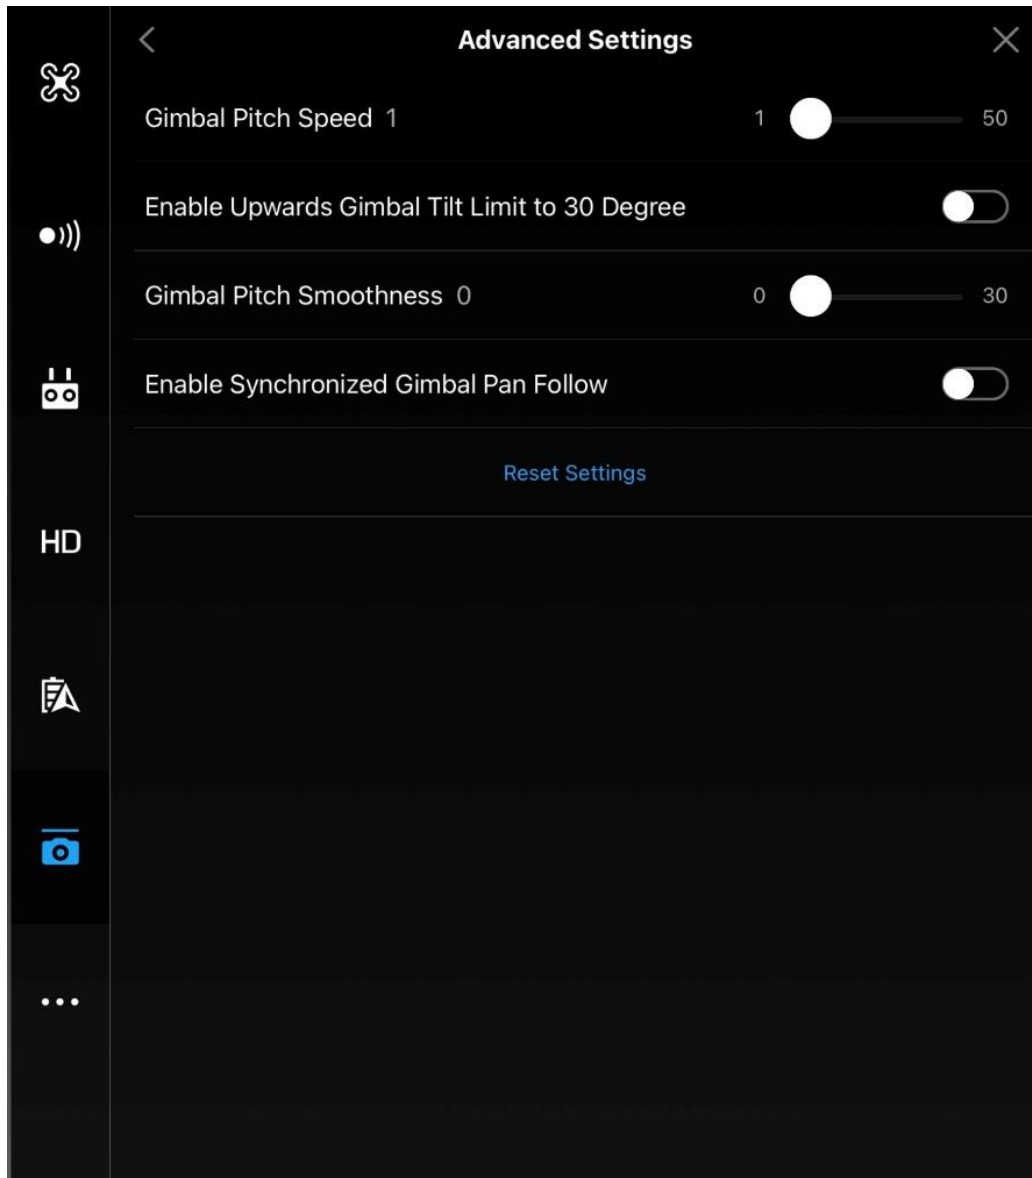 Advanced Settings
Gimbal Pitch Speed 1 1 50
Enable Upwards Gimbal Tilt Limit to 30 Degree
Gimbal Pitch Smoothness 0 0 30
Enable Synchronized Gimbal Pan Follow
Reset Settings
HD